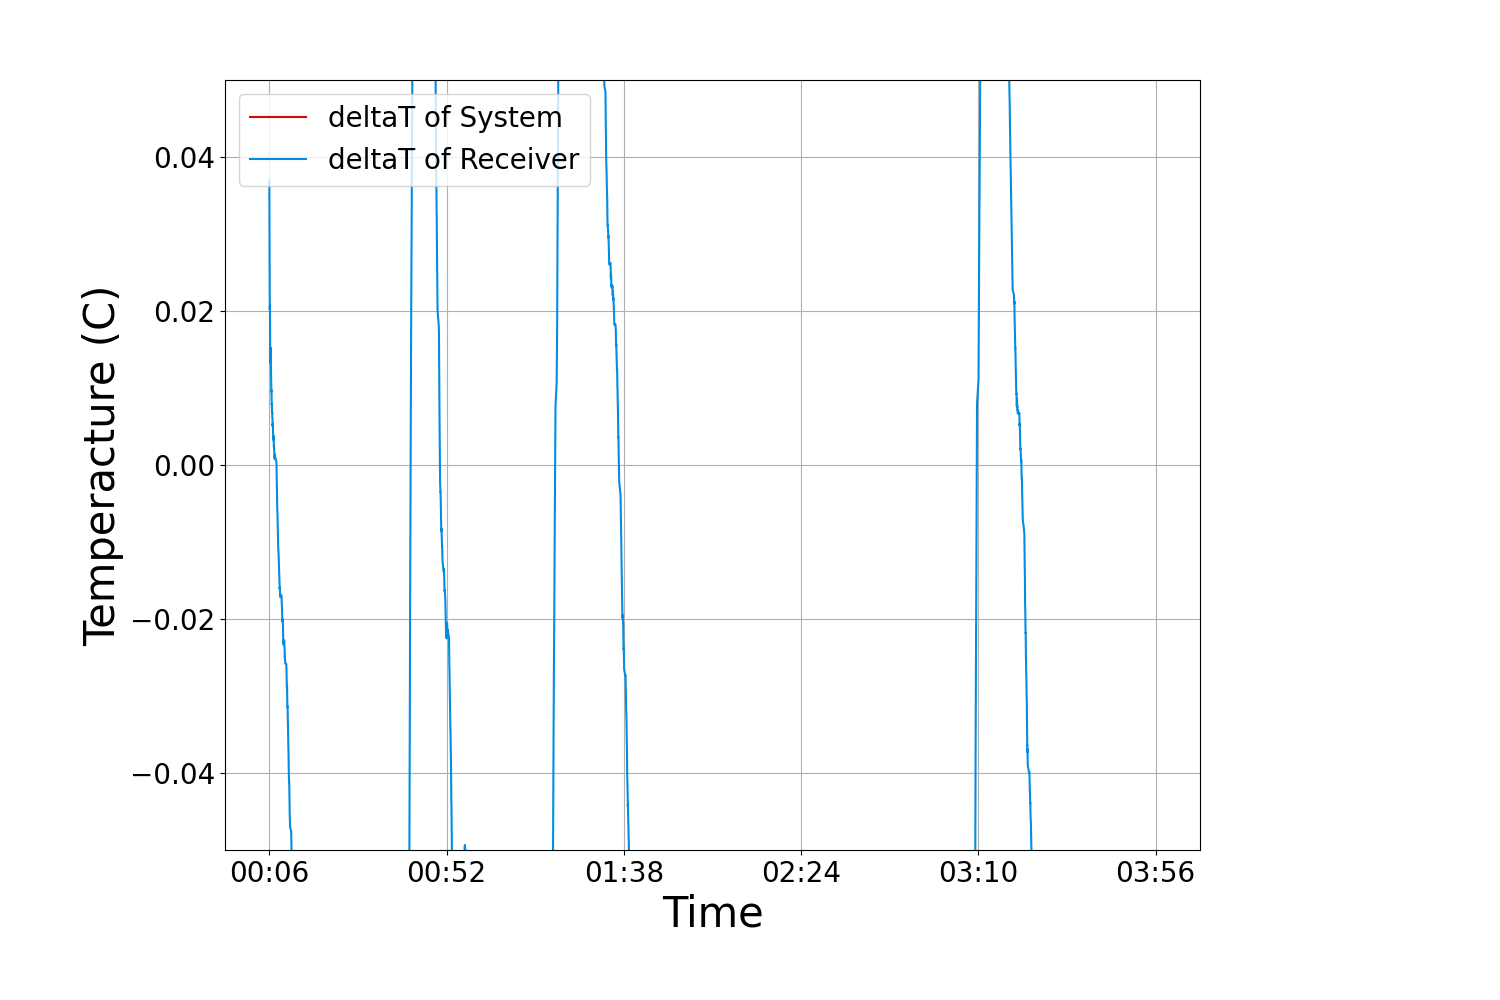 deltaT of System
deltaT of Receiver
0.04
0.02
0.00
−0.02
−0.04
Temperacture (C)
00:06 00:52 01:38 02:24 03:10 03:56
Time